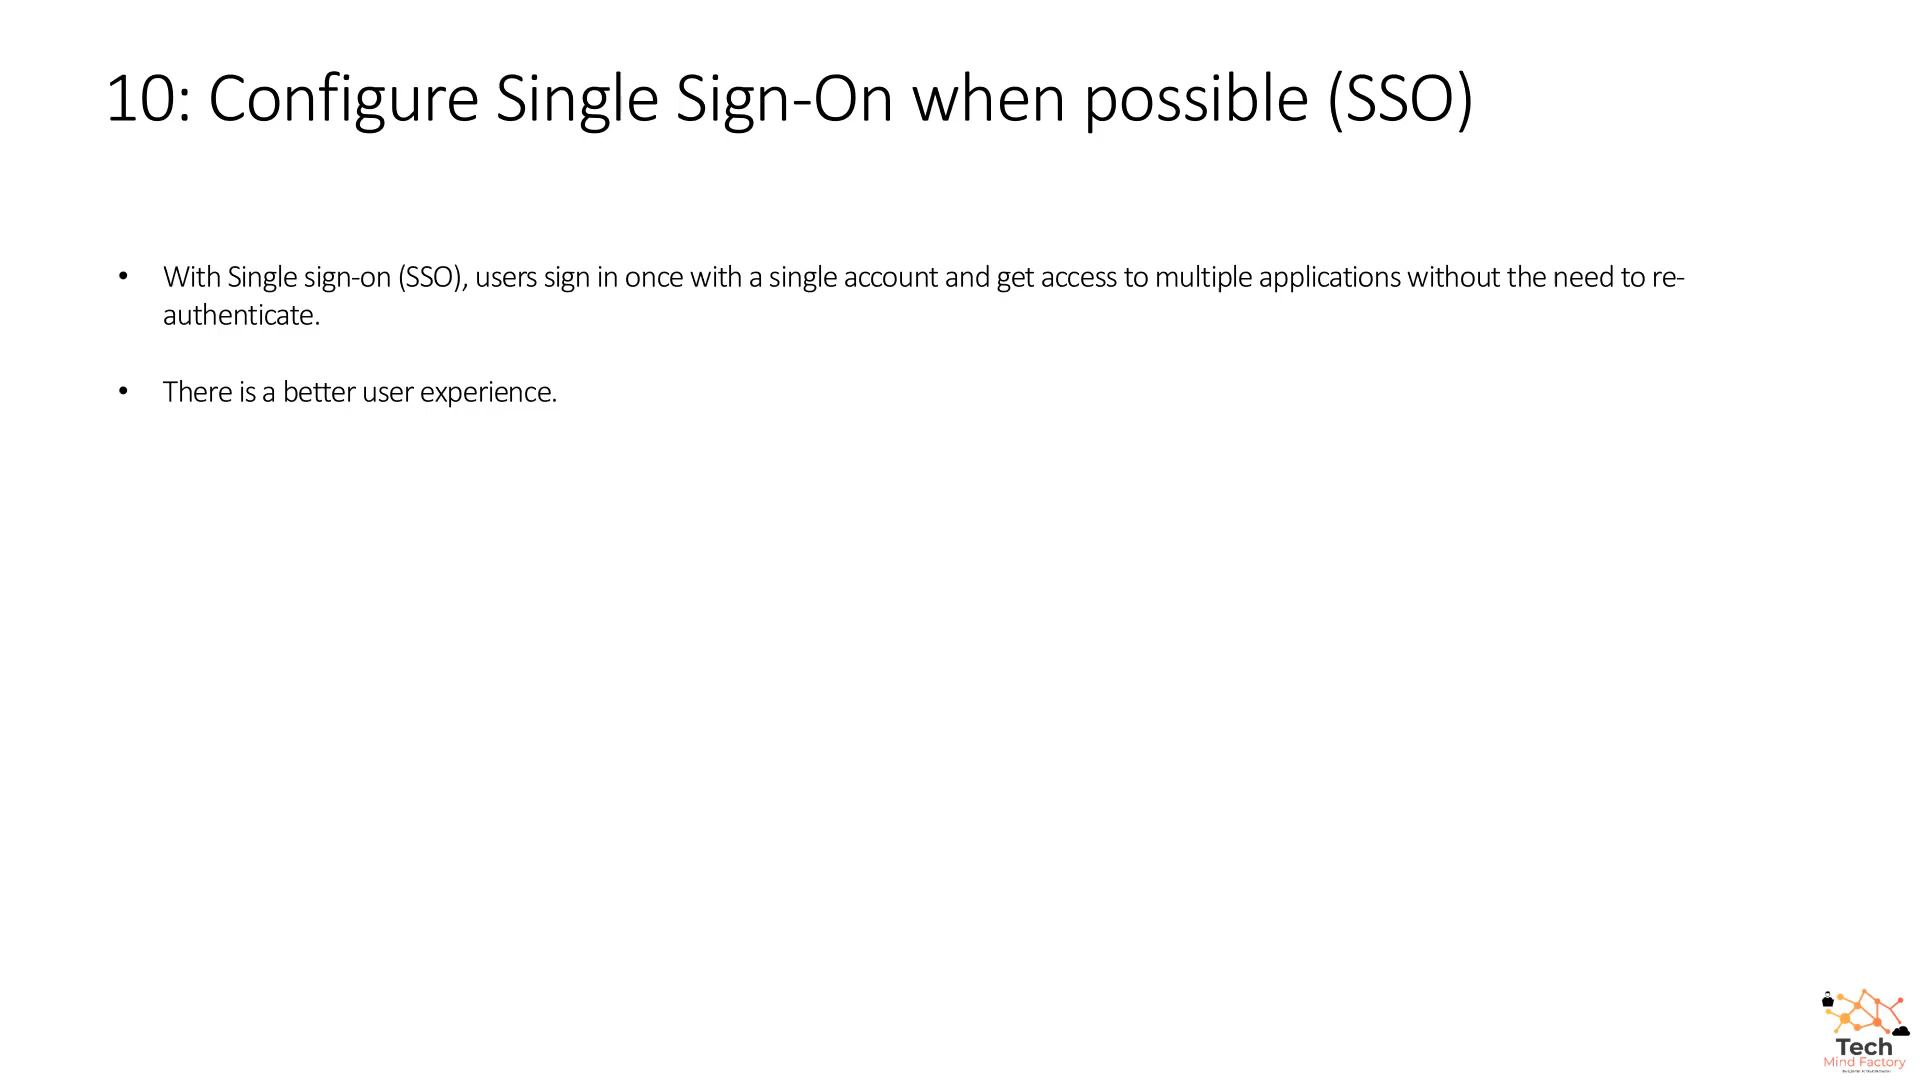 10: Configure Single Sign-On when possible (SSO)
• With Single sign-on (SSO), users sign in once with a single account and get access to multiple applications without the need to re-
authenticate.
• There is a better user experience.
Tech
Mind Factory